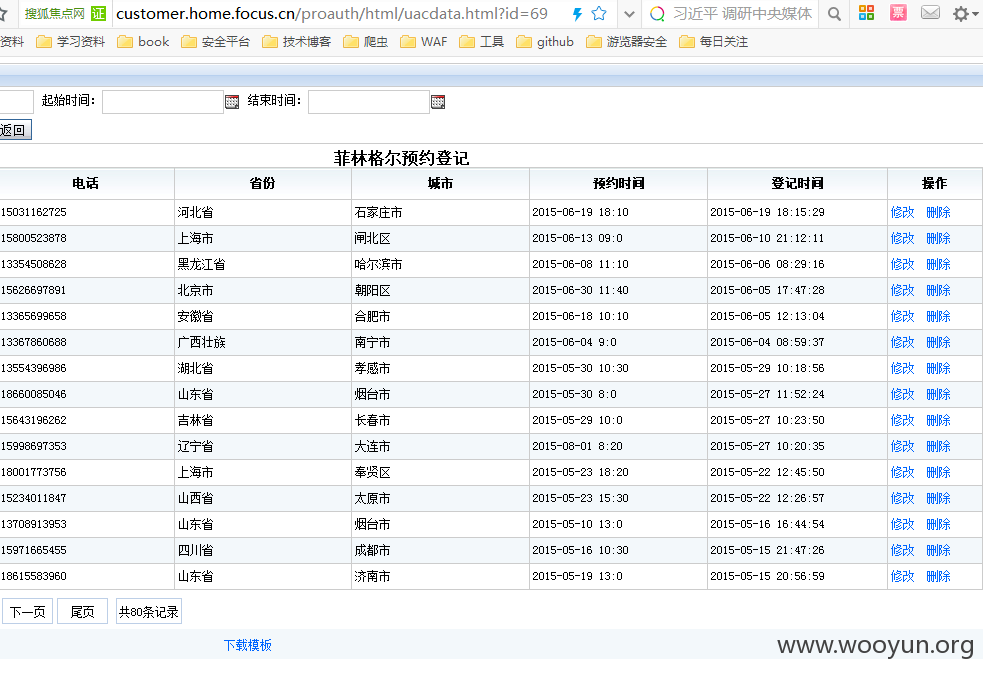 搜狐焦点网 证 customer.home.focus.cn/proauth/html/uacdata.html?id=69 习近平 调研中央媒体 票
资料 学习资料 book 安全平台 技术博客 爬虫 WAF 工具 github 游览器安全 每日关注
起始时间： 结束时间：
返回
菲林格尔预约登记
电话 省份 城市 预约时间 登记时间 操作
15031162725 河北省 石家庄市 2015-06-19 18:10 2015-06-19 18:15:29 修改 删除
15800523878 上海市 闸北区 2015-06-13 09:0 2015-06-10 21:12:11 修改 删除
13354508628 黑龙江省 哈尔滨市 2015-06-08 11:10 2015-06-06 08:29:16 修改 删除
15626697891 北京市 朝阳区 2015-06-30 11:40 2015-06-05 17:47:28 修改 删除
13365699658 安徽省 合肥市 2015-06-18 10:10 2015-06-05 12:13:04 修改 删除
13367860688 广西壮族 南宁市 2015-06-04 9:0 2015-06-04 08:59:37 修改 删除
13554396986 湖北省 孝感市 2015-05-30 10:30 2015-05-29 10:18:56 修改 删除
18660085046 山东省 烟台市 2015-05-30 8:0 2015-05-27 11:52:24 修改 删除
15643196262 吉林省 长春市 2015-05-29 10:0 2015-05-27 10:23:50 修改 删除
15998697353 辽宁省 大连市 2015-08-01 8:20 2015-05-27 10:20:35 修改 删除
18001773756 上海市 奉贤区 2015-05-23 18:20 2015-05-22 12:45:50 修改 删除
15234011847 山西省 太原市 2015-05-23 15:30 2015-05-22 12:26:57 修改 删除
13708913953 山东省 烟台市 2015-05-10 13:0 2015-05-16 16:44:54 修改 删除
15971665455 四川省 成都市 2015-05-16 10:30 2015-05-15 21:47:26 修改 删除
18615583960 山东省 济南市 2015-05-19 13:0 2015-05-15 20:56:59 修改 删除
下一页 尾页 共80条记录
下载模板
www.wooyun.org